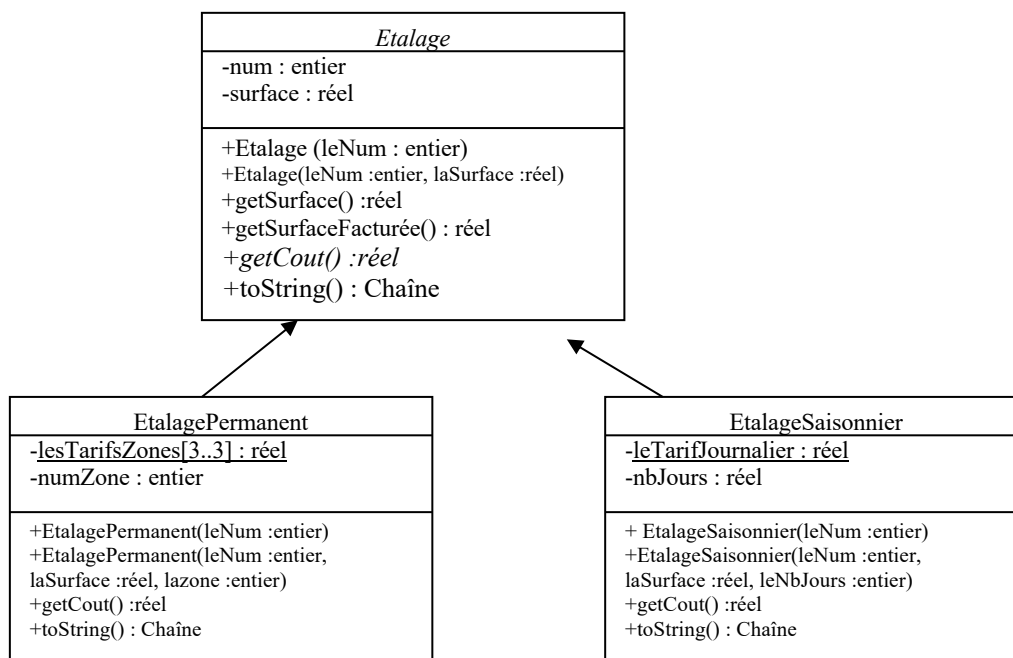 Etalage
-num : entier
-surface : réel
+Etalage (leNum : entier)
+Etalage(leNum :entier, laSurface :réel)
+getSurface() :réel
+getSurfaceFacturée() : réel
+getCout() :réel
+toString() : Chaîne
EtalagePermanent
-lesTarifsZones[3..3] : réel
-numZone : entier
+EtalagePermanent(leNum :entier)
+EtalagePermanent(leNum :entier,
laSurface :réel, lazone :entier)
+getCout() :réel
+toString() : Chaîne
EtalageSaisonnier
-leTarifJournalier : réel
-nbJours : réel
+ EtalageSaisonnier(leNum :entier)
+EtalageSaisonnier(leNum :entier,
laSurface :réel, leNbJours :entier)
+getCout() :réel
+toString() : Chaîne